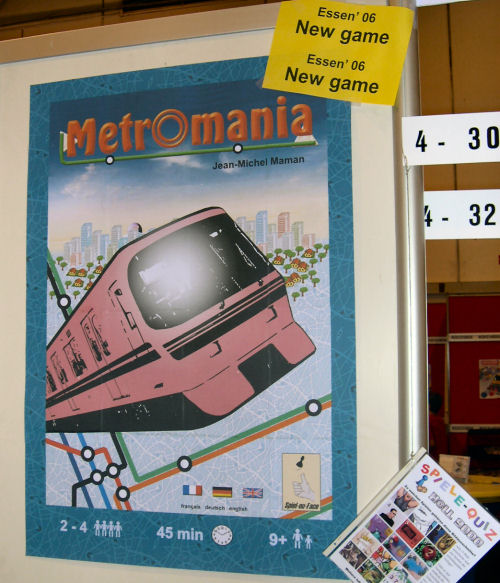 Essen' 06
New game
Essen' 06
New game
MetrOmania
Jean-Michel Maman
4 - 30
4 - 32
français deutsch english
Spiel-en-Face
2 - 4 45 min 9+
SPIELE-QUIZ